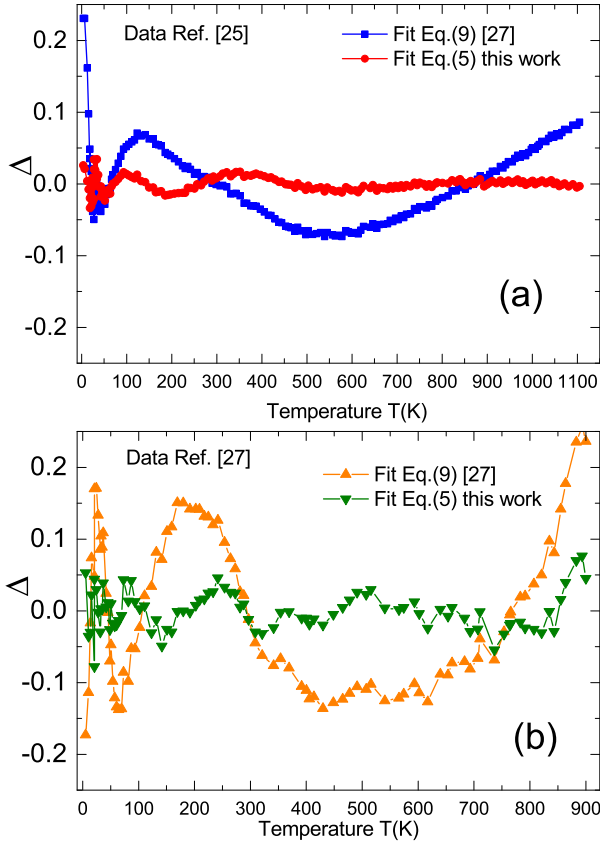 0.2
0.1
0.0
-0.1
-0.2
Δ
Data Ref. [25]
Fit Eq.(9) [27]
Fit Eq.(5) this work
(a)
0 100 200 300 400 500 600 700 800 900 1000 1100
Temperature T(K)
0.2
0.1
0.0
-0.1
-0.2
Δ
Data Ref. [27]
Fit Eq.(9) [27]
Fit Eq.(5) this work
(b)
0 100 200 300 400 500 600 700 800 900
Temperature T(K)